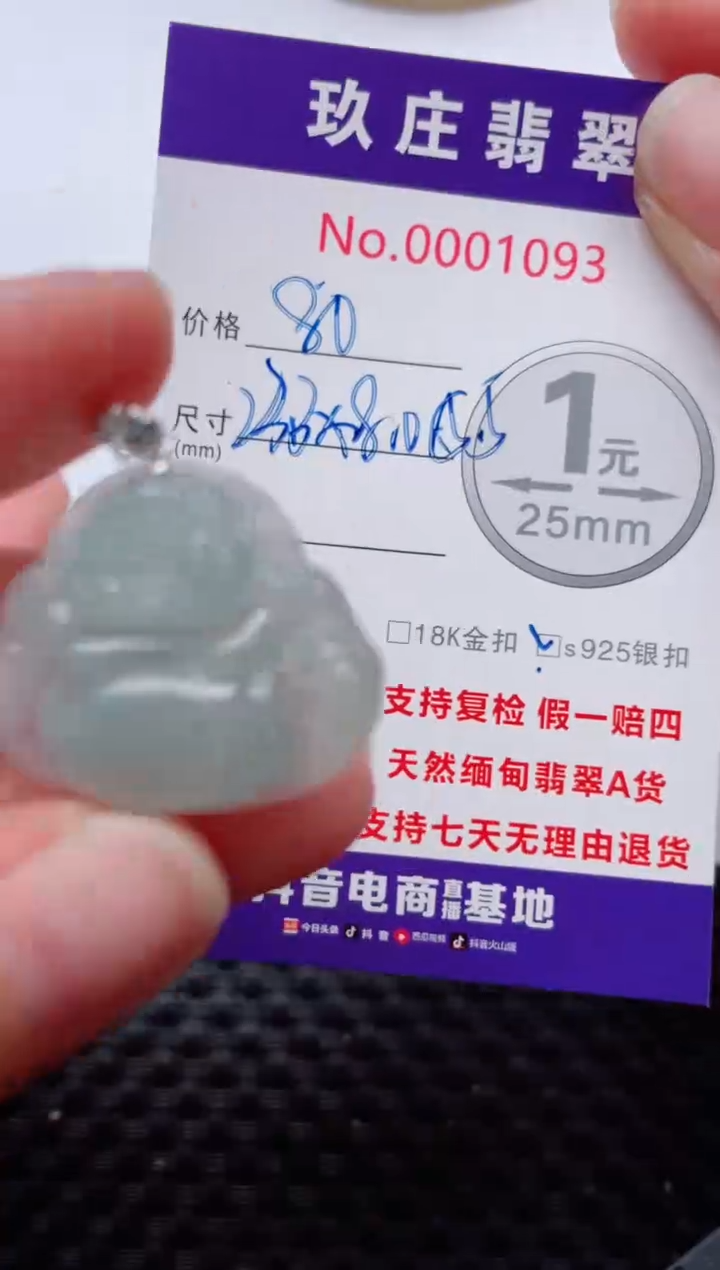 玖庄翡翠
No.0001093
价格 80
尺寸
(mm)
1元
25mm
□18K金扣 ☑s925银扣
支持复检 假一赔四
天然缅甸翡翠A货
支持七天无理由退货
抖音电商直播基地
今日头条 抖音 西瓜视频 抖音火山版